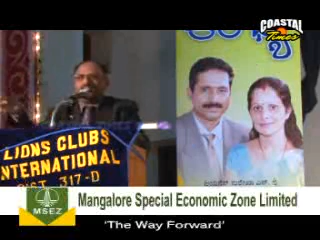 COASTAL
Times
LIONS CLUBS
INTERNATIONAL
DIST 317-D
MSEZ
Mangalore Special Economic Zone Limited
'The Way Forward'